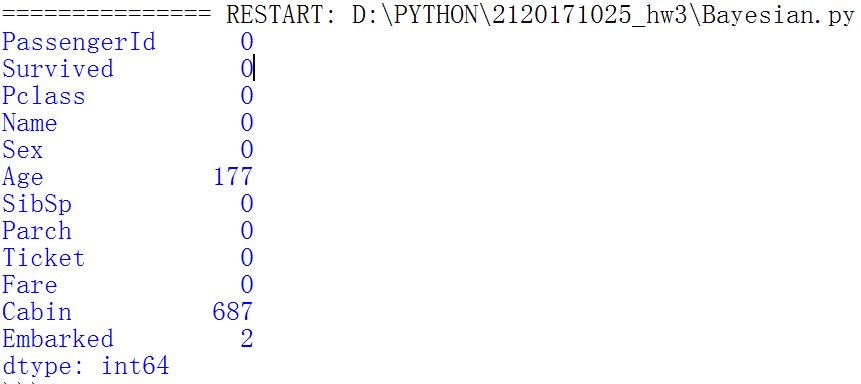 =============== RESTART: D:\PYTHON\2120171025_hw3\Bayesian.py
PassengerId      0
Survived         0
Pclass           0
Name             0
Sex              0
Age            177
SibSp            0
Parch            0
Ticket           0
Fare             0
Cabin          687
Embarked         2
dtype: int64